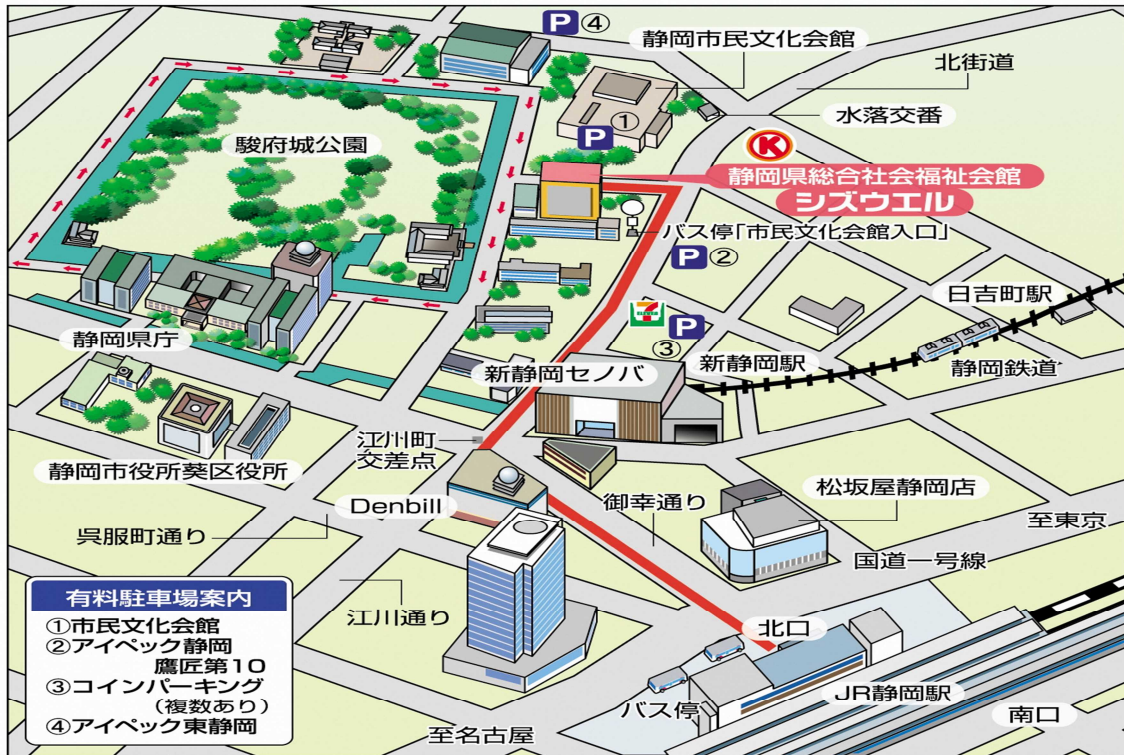 P④
静岡市民文化会館
北街道
水落交番
①
P
駿府城公園
K
静岡県総合社会福祉会館
シズウエル
バス停「市民文化会館入口」
P②
日吉町駅
静岡県庁
7
ELEVEN
P
③
新静岡セノバ
新静岡駅
静岡鉄道
江川町
交差点
静岡市役所葵区役所
Denbill
御幸通り
松坂屋静岡店
至東京
呉服町通り
国道一号線
江川通り
北口
バス停
JR静岡駅
南口
至名古屋
有料駐車場案内
①市民文化会館
②アイペック静岡
鷹匠第10
③コインパーキング
(複数あり)
④アイペック東静岡